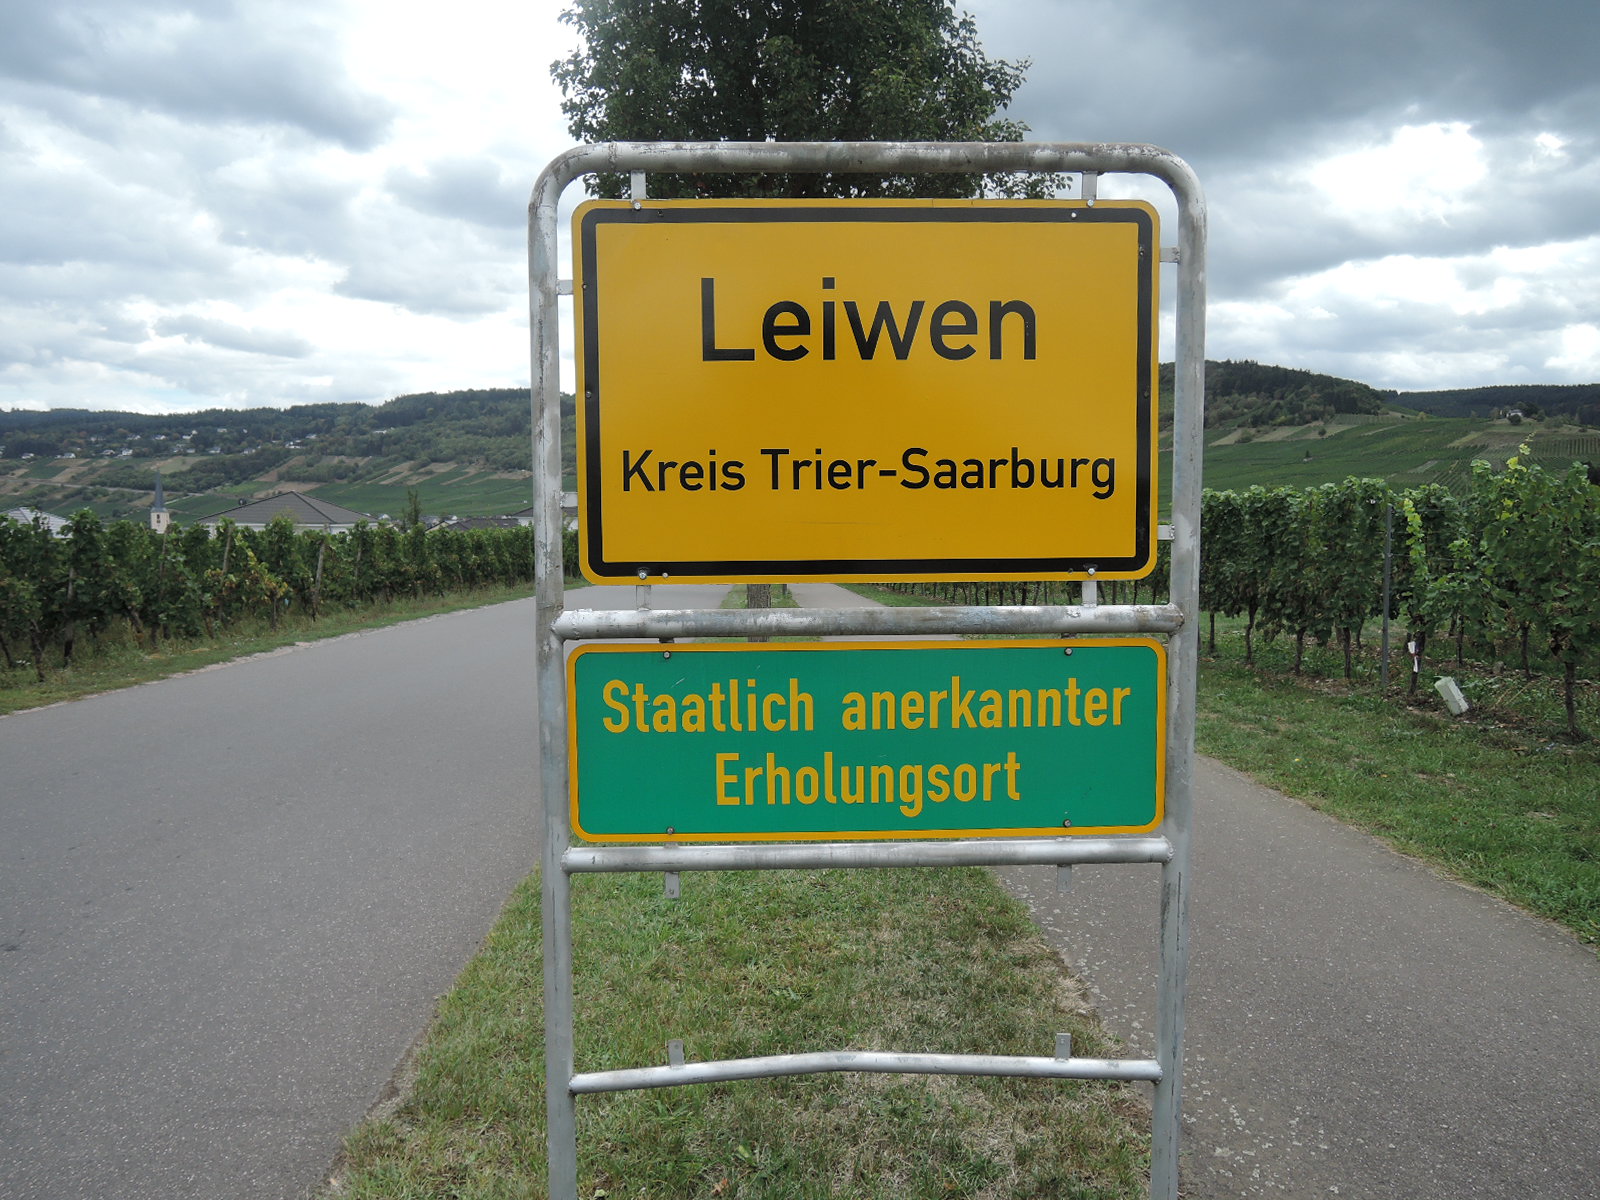 Leiwen
Kreis Trier-Saarburg
Staatlich anerkannter
Erholungsort